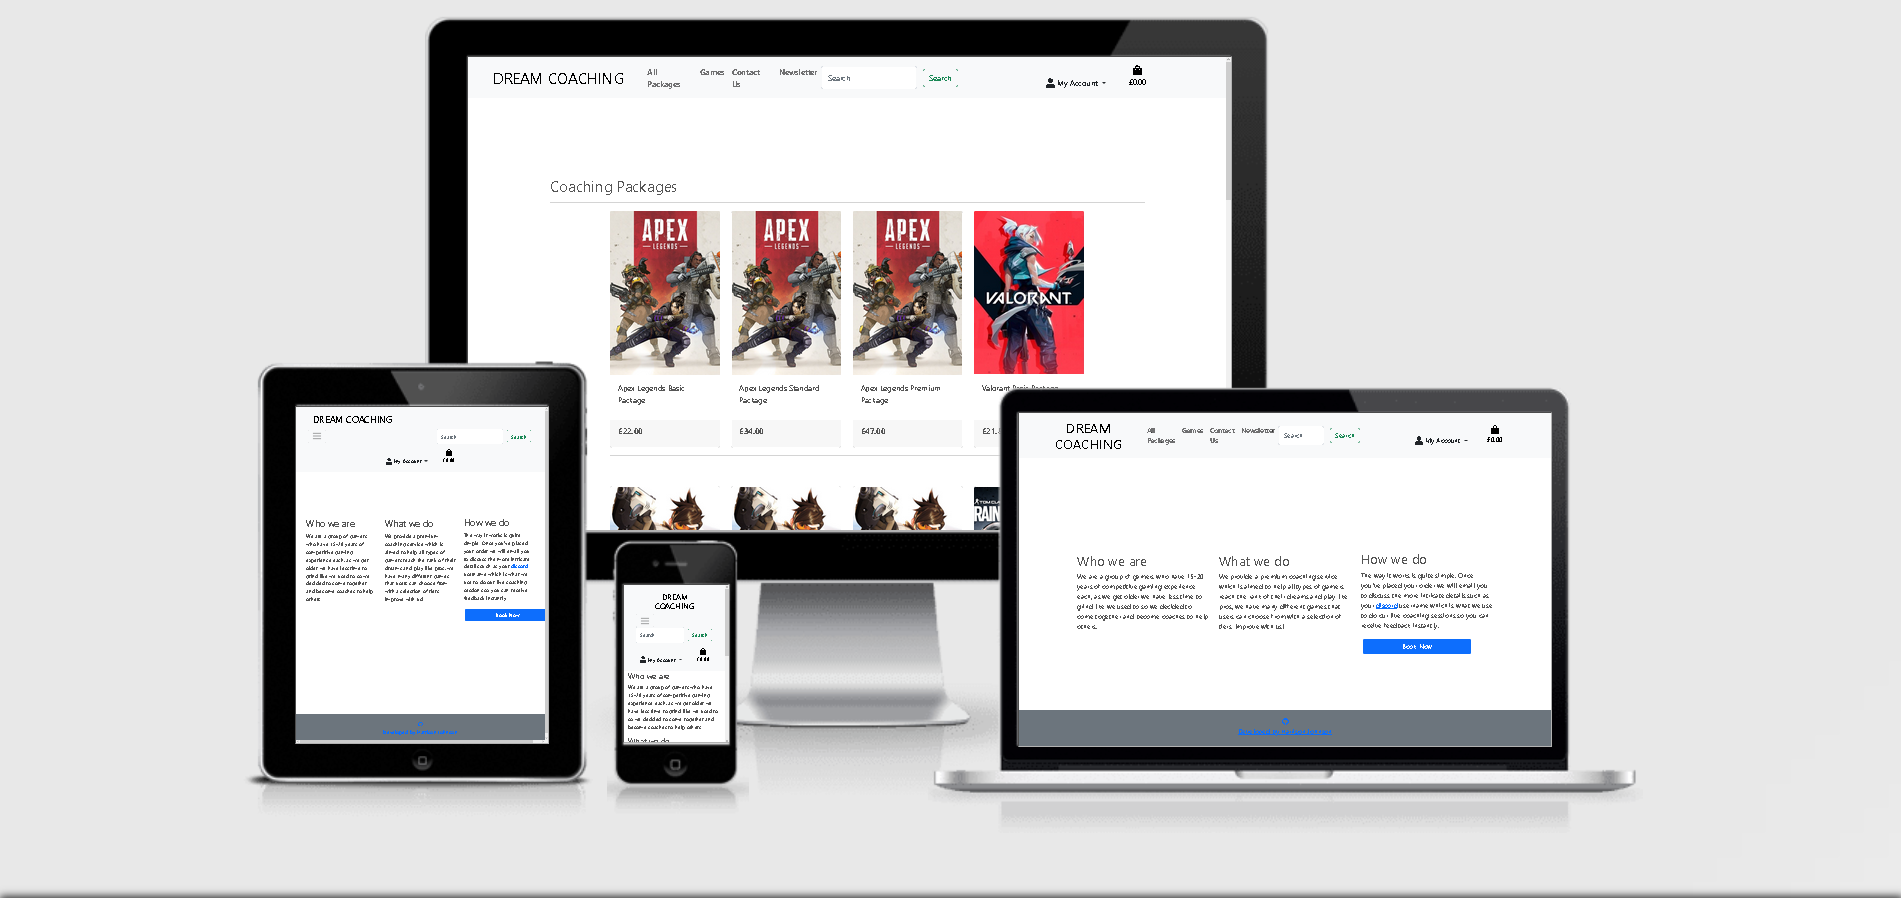 DREAM COACHING
All
Packages
Games
Contact
Us
Newsletter
Search
Search
My Account
£0.00
Coaching Packages
APEX
LEGENDS
APEX
LEGENDS
APEX
LEGENDS
VALORANT
Apex Legends Basic
Package
Apex Legends Standard
Package
Apex Legends Premium
Package
Valorant Basic Package
£22.00
£34.00
£47.00
£21.
DREAM COACHING
Search
Search
My Account
£0.00
Who we are
We are a group of gamers
who have 15-20 years of
competitive gaming
experience each, as we get
older we have less time to
grind like we used to so we
decided to come together
and become coaches to help
others.
What we do
We provide a premium
coaching service which is
aimed to help all types of
gamers reach the rank of their
dreams and play like pros, we
have many different games
that users can choose from
with a selection of tiers.
Improve with us!
How we do
The way it works is quite
simple. Once you've placed
your order we will email you
to discuss the more intricate
details such as your discord
username which is what we
use to do our live coaching
sessions so you can receive
feedback instantly.
Book Now
DREAM
COACHING
Search
Search
My Account
£0.00
Who we are
We are a group of gamers who have
15-20 years of competitive gaming
experience each, as we get older we
have less time to grind like we used to
so we decided to come together and
become coaches to help others.
What we do
DREAM
COACHING
All
Packages
Games
Contact
Us
Newsletter
Search
Search
My Account
£0.00
Who we are
We are a group of gamers who have 15-20
years of competitive gaming experience
each, as we get older we have less time to
grind like we used to so we decided to
come together and become coaches to help
others.
What we do
We provide a premium coaching service
which is aimed to help all types of gamers
reach the rank of their dreams and play like
pros, we have many different games that
users can choose from with a selection of
tiers. Improve with us!
How we do
The way it works is quite simple. Once
you've placed your order we will email you
to discuss the more intricate details such as
your discord username which is what we use
to do our live coaching sessions so you can
receive feedback instantly.
Book Now